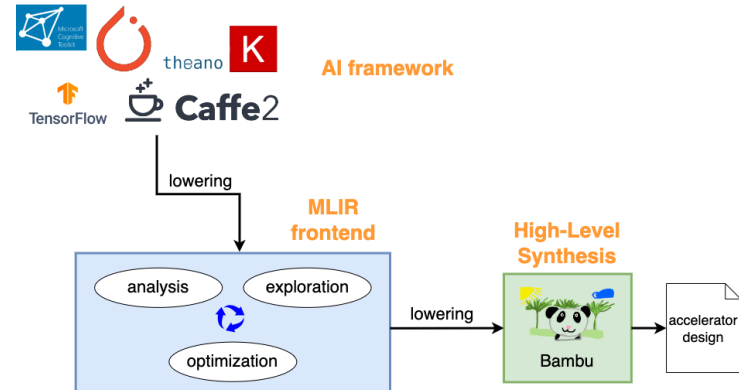 Microsoft
Cognitive
Toolkit
theano
K
AI framework
TensorFlow
Caffe2
lowering
MLIR
frontend
High-Level
Synthesis
analysis
exploration
optimization
lowering
Bambu
accelerator
design